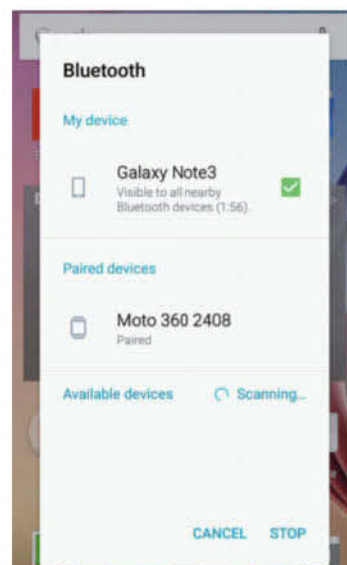 Bluetooth
My device
Galaxy Note3
Visible to all nearby
Bluetooth devices (1:56).
Paired devices
Moto 360 2408
Paired
Available devices
Scanning...
CANCEL STOP